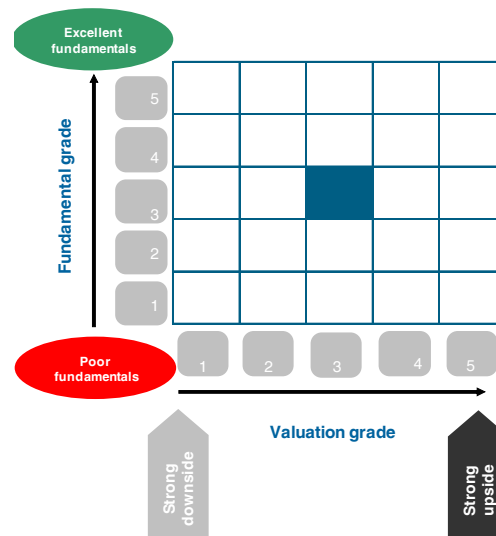 Excellent
fundamentals
Fundamental grade
5
4
3
2
1
Poor
fundamentals
1
2
3
4
5
Valuation grade
Strong
downside
Strong
upside